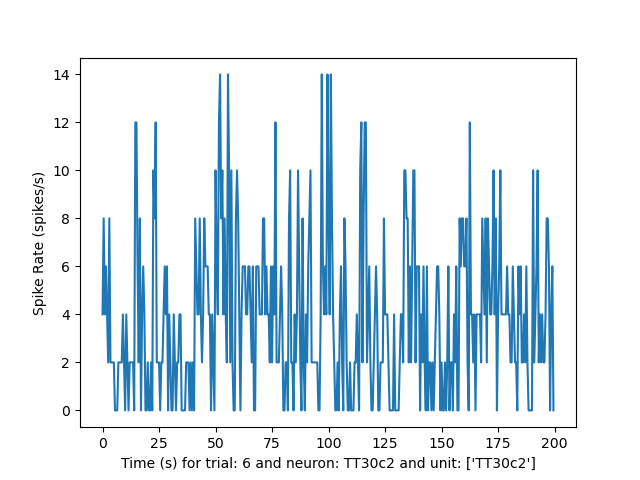 14
12
10
8
6
4
2
0
Spike Rate (spikes/s)
0 25 50 75 100 125 150 175 200
Time (s) for trial: 6 and neuron: TT30c2 and unit: ['TT30c2']